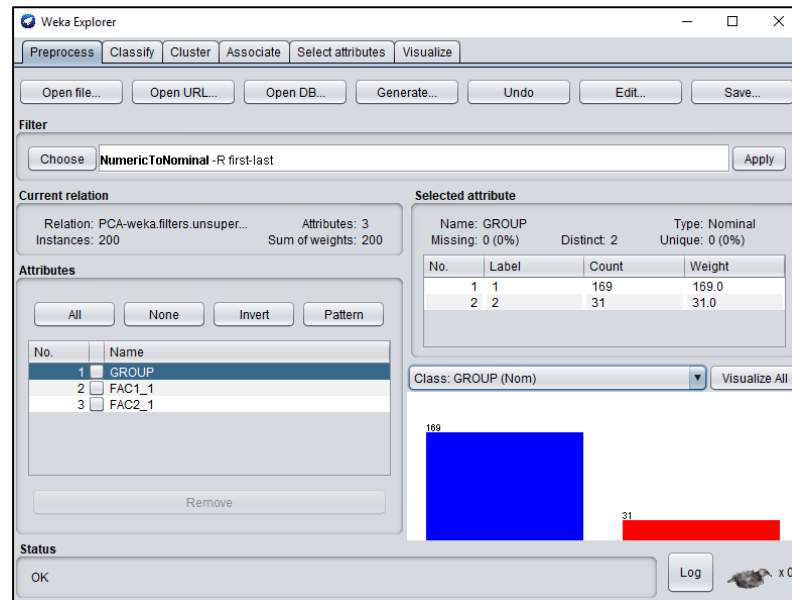 Weka Explorer
Preprocess Classify Cluster Associate Select attributes Visualize
Open file... Open URL... Open DB... Generate... Undo Edit... Save...
Filter
Choose NumericToNominal -R first-last Apply
Current relation
Relation: PCA-weka.filters.unsuper... Attributes: 3
Instances: 200 Sum of weights: 200
Selected attribute
Name: GROUP Type: Nominal
Missing: 0 (0%) Distinct: 2 Unique: 0 (0%)
No. Label Count Weight
1 1 169 169.0
2 2 31 31.0
Attributes
All None Invert Pattern
No. Name
1 GROUP
2 FAC1_1
3 FAC2_1
Remove
Class: GROUP (Nom) Visualize All
169
31
Status
OK
Log x 0